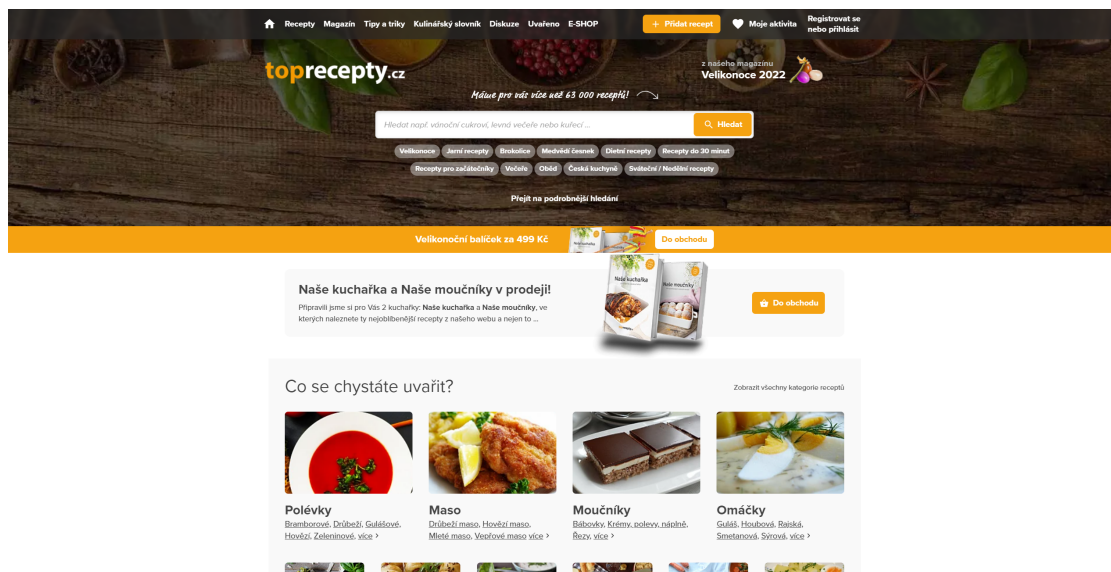 Recepty Magazín Tipy a triky Kulinářský slovník Diskuze Uvařeno E-SHOP + Přidat recept Moje aktivita Registrovat se
nebo přihlásit
toprecepty.cz
z našeho magazínu
Velikonoce 2022
Máme pro vás více než 63 000 receptů!
Hledat např. vánoční cukroví, levná večeře nebo kuřecí ... Hledat
Velikonoce Jarní recepty Brokolice Medvědí česnek Dietní recepty Recepty do 30 minut
Recepty pro začátečníky Večeře Oběd Česká kuchyně Sváteční / Nedělní recepty
Přejít na podrobnější hledání
Velikonoční balíček za 499 Kč Do obchodu
Naše kuchařka a Naše moučníky v prodeji!
Připravili jsme si pro Vás 2 kuchařky: Naše kuchařka a Naše moučníky, ve
kterých naleznete ty nejoblíbenější recepty z našeho webu a nejen to ...
Naše kuchařka
Naše moučníky
Do obchodu
Co se chystáte uvařit? Zobrazit všechny kategorie receptů
Polévky
Bramborové, Drůbeží, Gulášové,
Hovězí, Zeleninové, více >
Maso
Drůbeží maso, Hovězí maso,
Mleté maso, Vepřové maso více >
Moučníky
Bábovky, Krémy, polevy, náplně,
Řezy, více >
Omáčky
Guláš, Houbová, Rajská,
Smetanová, Sýrová, více >